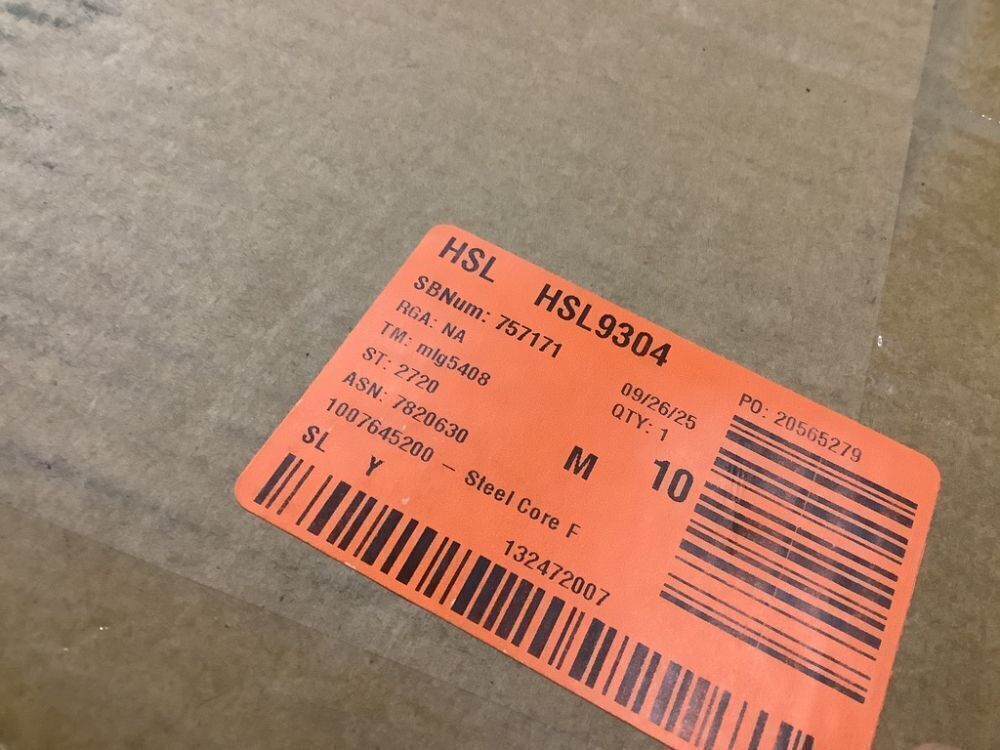 HSL HSL9304
SBNum: 757171
RGA: NA
TM: mlg5408
09/26/25
PO: 20565279
ST: 2720
QTY: 1
ASN: 7820630
M 10
1007645200 - Steel Core F
SL Y
132472007